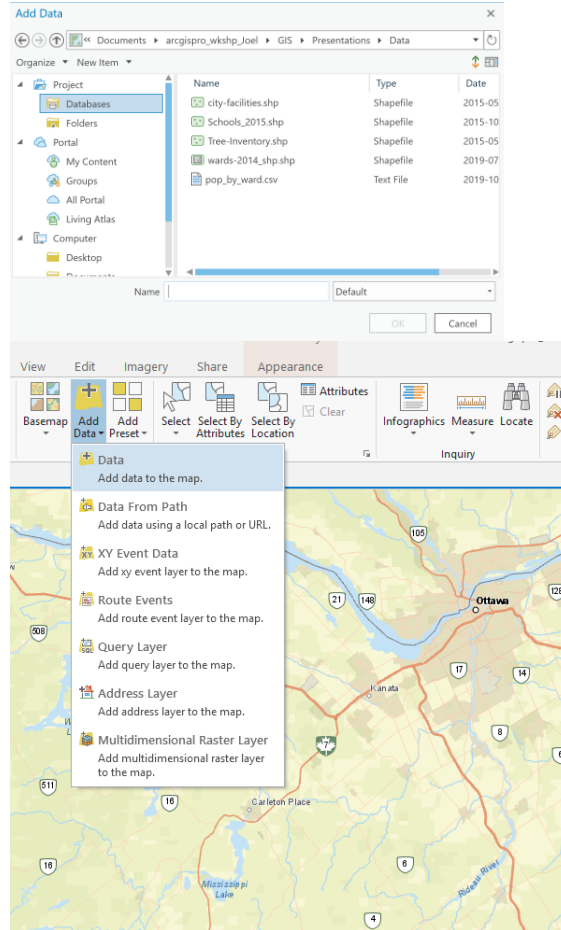 Add Data
« Documents arcgispro_wkshp_Joel GIS Presentations Data
Organize New Item
Project
Databases
Folders
Portal
My Content
Groups
All Portal
Living Atlas
Computer
Desktop
Name Type Date
city-facilities.shp Shapefile 2015-05
Schools_2015.shp Shapefile 2015-10
Tree-Inventory.shp Shapefile 2015-05
wards-2014_shp.shp Shapefile 2019-07
pop_by_ward.csv Text File 2019-10
Name Default
OK Cancel
View Edit Imagery Share Appearance
Basemap
Add Data
Add Preset
Select
Select By Attributes
Select By Location
Attributes
Clear
Infographics
Measure
Locate
Inquiry
Data
Add data to the map.
Data From Path
Add data using a local path or URL.
XY Event Data
Add xy event layer to the map.
Route Events
Add route event layer to the map.
Query Layer
Add query layer to the map.
Address Layer
Add address layer to the map.
Multidimensional Raster Layer
Add multidimensional raster layer
to the map.
105
21
148
Ottawa
508
17
14
Kanata
8
7
511
16
Carleton Place
16
6
Mississippi
Lake
Rideau River
4